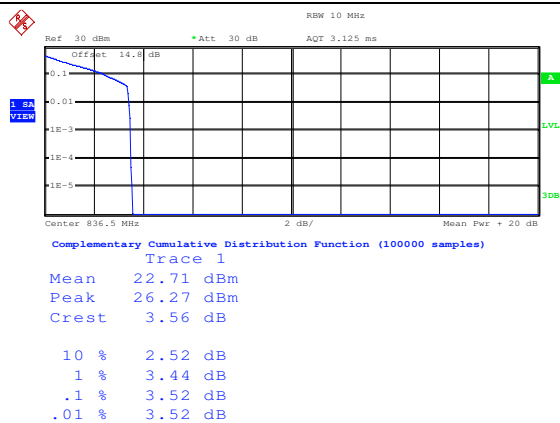 RBW 10 MHz
Ref 30 dBm * Att 30 dB AQT 3.125 ms
Offset 14.8 dB
0.1
A
1 SA
VIEW
0.01
1E-3
LVL
1E-4
1E-5
3DB
Center 836.5 MHz 2 dB/ Mean Pwr + 20 dB
Complementary Cumulative Distribution Function (100000 samples)
Trace 1
Mean 22.71 dBm
Peak 26.27 dBm
Crest 3.56 dB
10 % 2.52 dB
1 % 3.44 dB
.1 % 3.52 dB
.01 % 3.52 dB